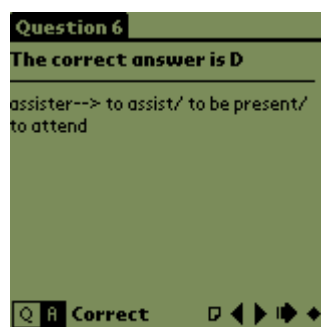 Question 6
The correct answer is D
assister--> to assist/ to be present/
to attend
Q A Correct